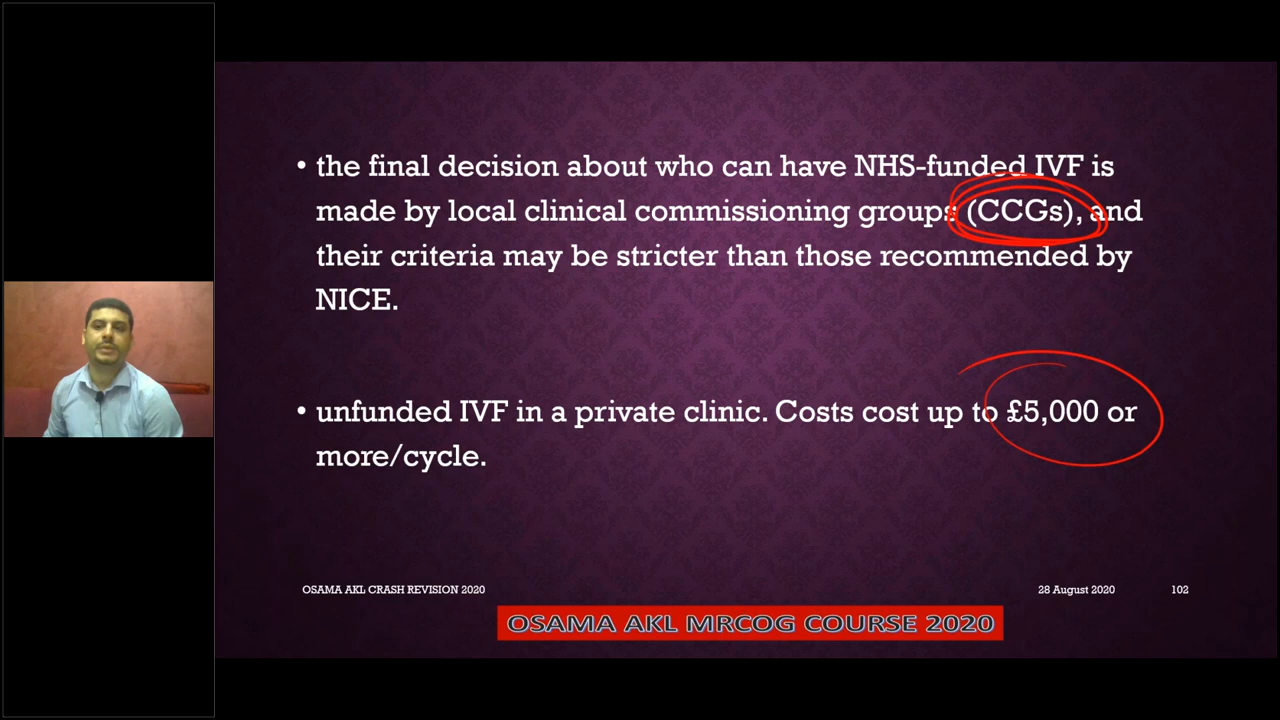 • the final decision about who can have NHS-funded IVF is
made by local clinical commissioning groups (CCGs), and
their criteria may be stricter than those recommended by
NICE.
• unfunded IVF in a private clinic. Costs cost up to £5,000 or
more/cycle.
OSAMA AKL CRASH REVISION 2020
28 August 2020
102
OSAMA AKL MRCOG COURSE 2020